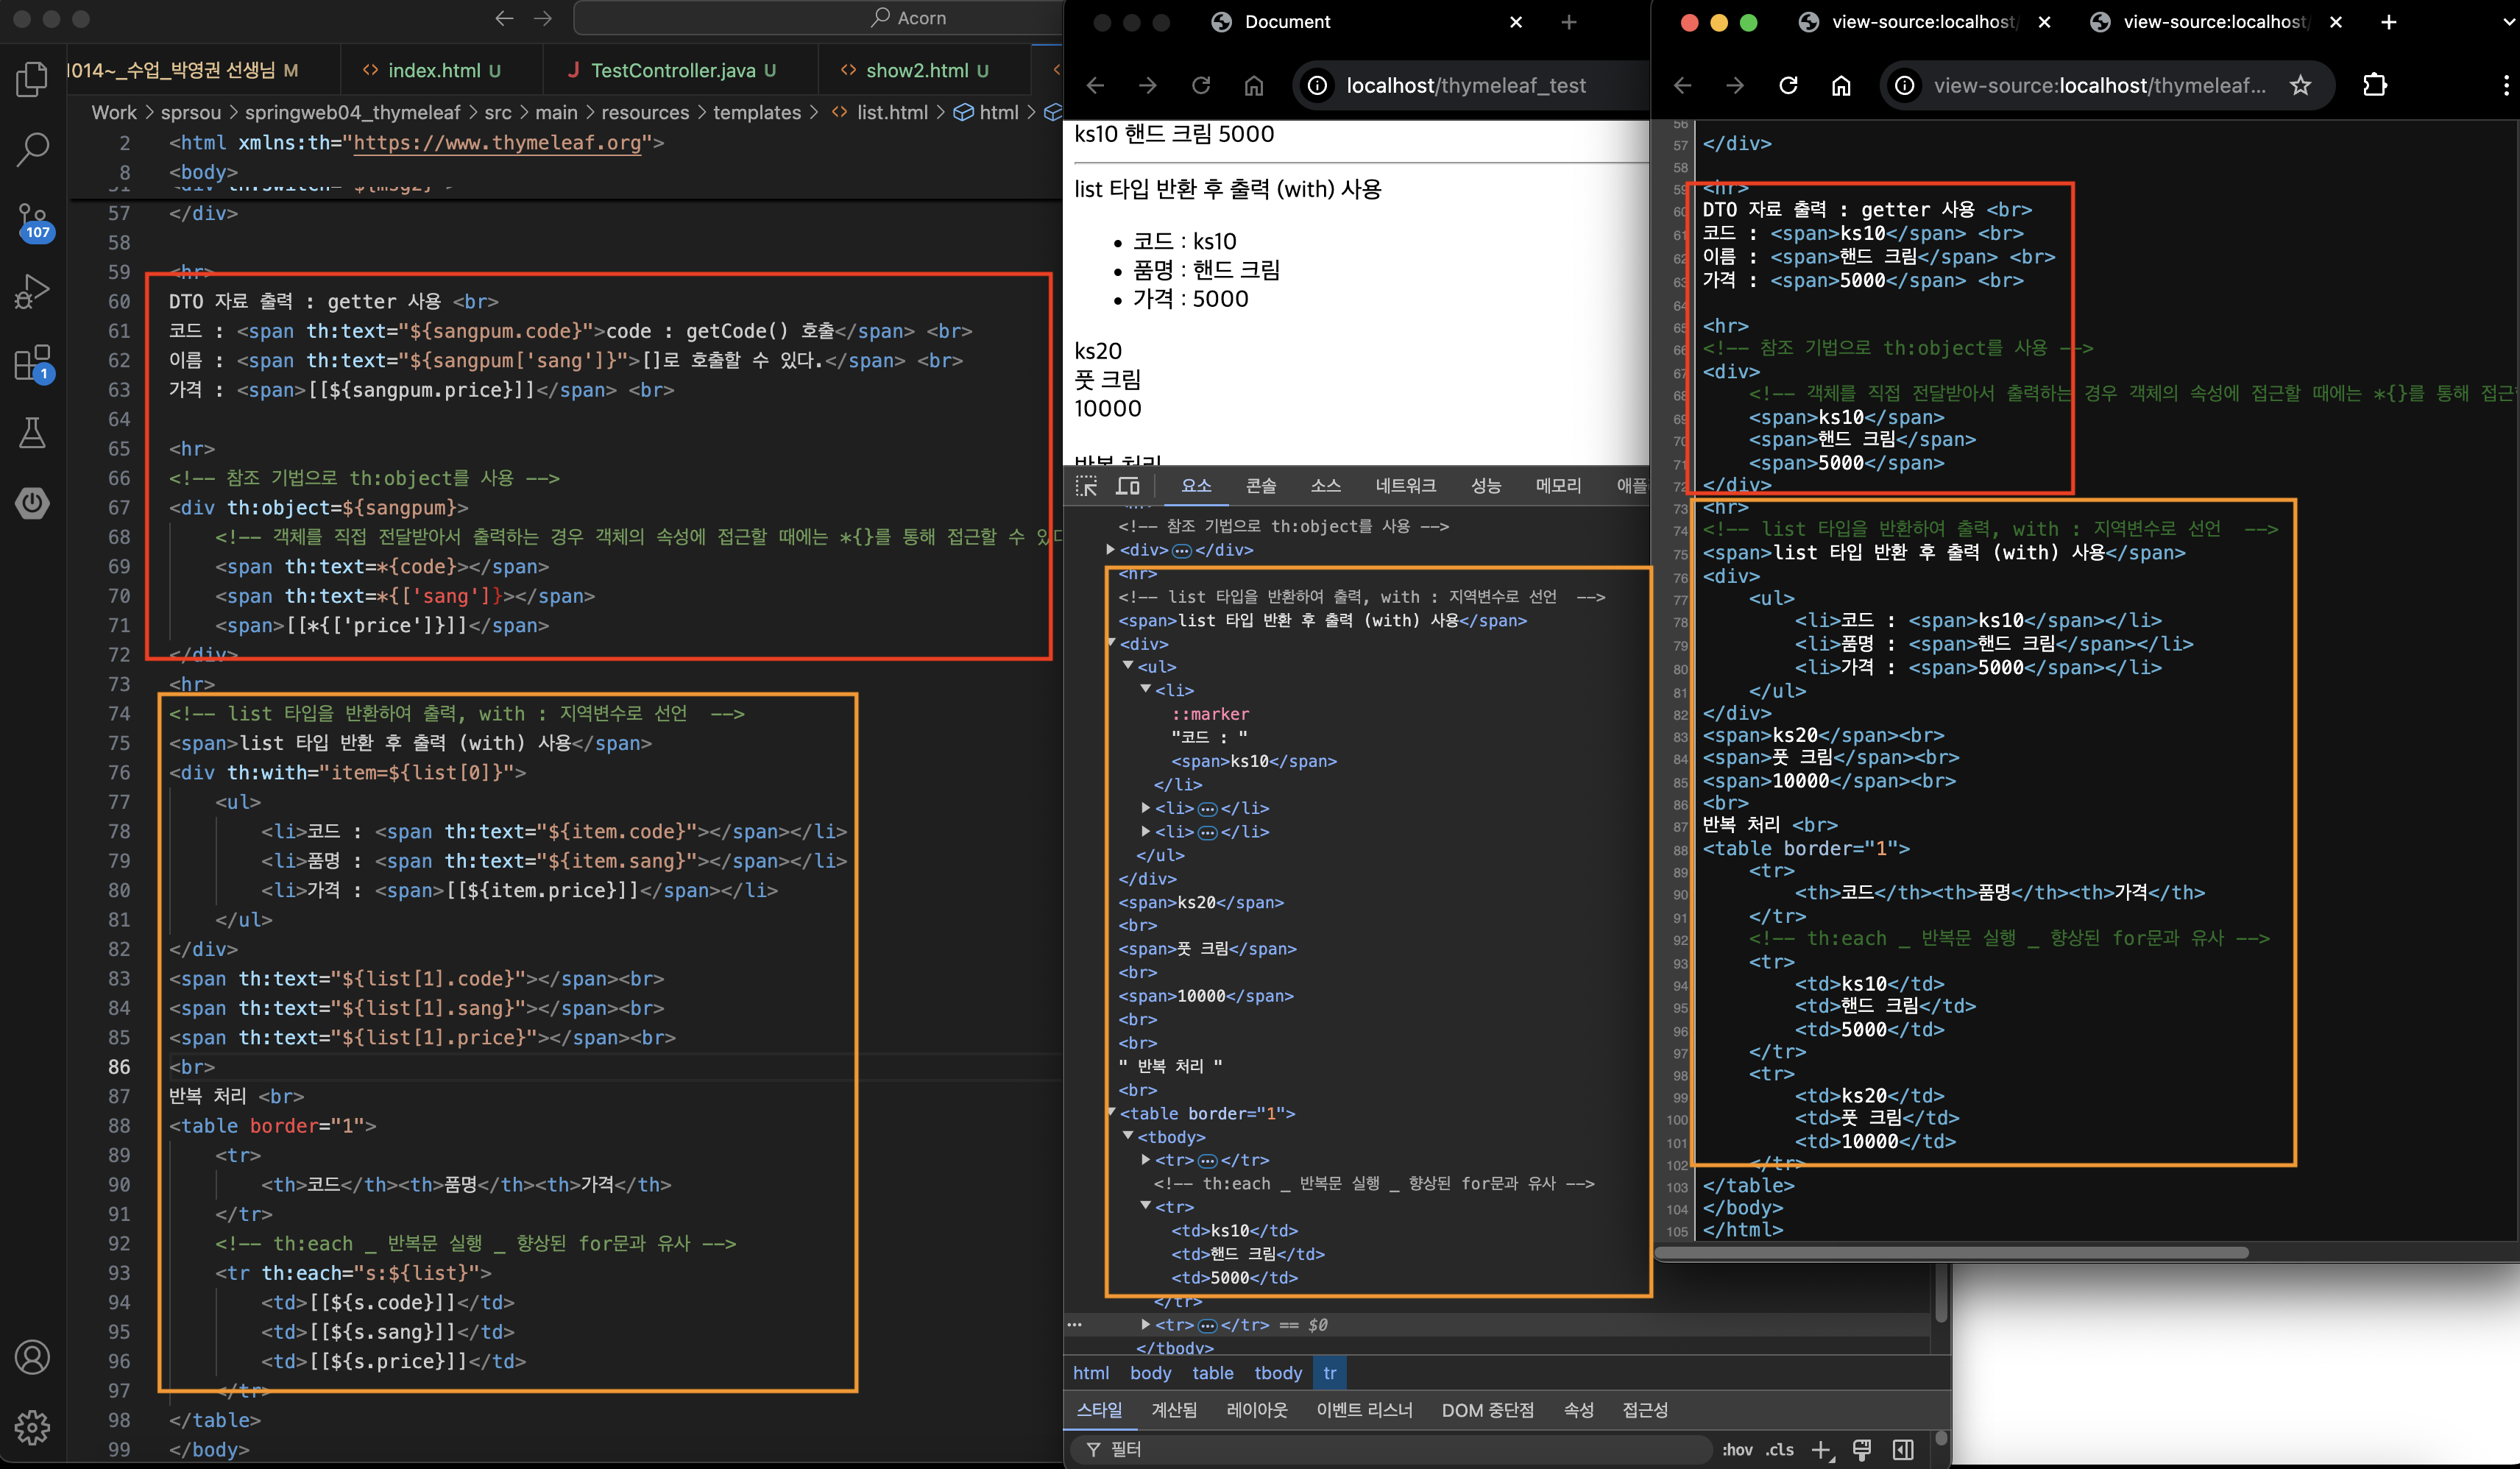 Acorn
1014~_수업_박영권 선생님 M
index.html U
TestController.java U
show2.html U
Work > sprsou > springweb04_thymeleaf > src > main > resources > templates > list.html > html >
2 <html xmlns:th="https://www.thymeleaf.org">
8 <body>
57 </div>
58
59 <hr>
60 DTO 자료 출력 : getter 사용 <br>
61 코드 : <span th:text="${sangpum.code}">code : getCode() 호출</span> <br>
62 이름 : <span th:text="${sangpum['sang']}">[]로 호출할 수 있다.</span> <br>
63 가격 : <span>[[${sangpum.price}]]</span> <br>
64
65 <hr>
66 <!-- 참조 기법으로 th:object를 사용 -->
67 <div th:object=${sangpum}>
68 <!-- 객체를 직접 전달받아서 출력하는 경우 객체의 속성에 접근할 때에는 *{}를 통해 접근할 수 있
69 <span th:text=*{code}></span>
70 <span th:text=*{['sang']}></span>
71 <span>[[*{['price']}]]</span>
72 </div>
73 <hr>
74 <!-- list 타입을 반환하여 출력, with : 지역변수로 선언 -->
75 <span>list 타입 반환 후 출력 (with) 사용</span>
76 <div th:with="item=${list[0]}">
77 <ul>
78 <li>코드 : <span th:text="${item.code}"></span></li>
79 <li>품명 : <span th:text="${item.sang}"></span></li>
80 <li>가격 : <span>[[${item.price}]]</span></li>
81 </ul>
82 </div>
83 <span th:text="${list[1].code}"></span><br>
84 <span th:text="${list[1].sang}"></span><br>
85 <span th:text="${list[1].price}"></span><br>
86 <br>
87 반복 처리 <br>
88 <table border="1">
89 <tr>
90 <th>코드</th><th>품명</th><th>가격</th>
91 </tr>
92 <!-- th:each _ 반복문 실행 _ 향상된 for문과 유사 -->
93 <tr th:each="s:${list}">
94 <td>[[${s.code}]]</td>
95 <td>[[${s.sang}]]</td>
96 <td>[[${s.price}]]</td>
97 </tr>
98 </table>
99 </body>
107
1
Document
localhost/thymeleaf_test
ks10 핸드 크림 5000
list 타입 반환 후 출력 (with) 사용
• 코드 : ks10
• 품명 : 핸드 크림
• 가격 : 5000
ks20
풋 크림
10000
반복 처리
요소 콘솔 소스 네트워크 성능 메모리 애플
<!-- 참조 기법으로 th:object를 사용 -->
<div>…</div>
<hr>
<!-- list 타입을 반환하여 출력, with : 지역변수로 선언 -->
<span>list 타입 반환 후 출력 (with) 사용</span>
<div>
<ul>
<li>
::marker
"코드 : "
<span>ks10</span>
</li>
<li>…</li>
<li>…</li>
</ul>
</div>
<span>ks20</span>
<br>
<span>풋 크림</span>
<br>
<span>10000</span>
<br>
<br>
" 반복 처리 "
<br>
<table border="1">
<tbody>
<tr>…</tr>
<!-- th:each _ 반복문 실행 _ 향상된 for문과 유사 -->
<tr>
<td>ks10</td>
<td>핸드 크림</td>
<td>5000</td>
</tr>
<tr>…</tr> == $0
</tbody>
html body table tbody tr
스타일 계산됨 레이아웃 이벤트 리스너 DOM 중단점 속성 접근성
필터 :hov .cls
view-source:localhost/
view-source:localhost/
view-source:localhost/thymeleaf...
56
57 </div>
58
59 <hr>
60 DTO 자료 출력 : getter 사용 <br>
61 코드 : <span>ks10</span> <br>
62 이름 : <span>핸드 크림</span> <br>
63 가격 : <span>5000</span> <br>
64
65 <hr>
66 <!-- 참조 기법으로 th:object를 사용 -->
67 <div>
68 <!-- 객체를 직접 전달받아서 출력하는 경우 객체의 속성에 접근할 때에는 *{}를 통해 접근
69 <span>ks10</span>
70 <span>핸드 크림</span>
71 <span>5000</span>
72 </div>
73 <hr>
74 <!-- list 타입을 반환하여 출력, with : 지역변수로 선언 -->
75 <span>list 타입 반환 후 출력 (with) 사용</span>
76 <div>
77 <ul>
78 <li>코드 : <span>ks10</span></li>
79 <li>품명 : <span>핸드 크림</span></li>
80 <li>가격 : <span>5000</span></li>
81 </ul>
82 </div>
83 <span>ks20</span><br>
84 <span>풋 크림</span><br>
85 <span>10000</span><br>
86 <br>
87 반복 처리 <br>
88 <table border="1">
89 <tr>
90 <th>코드</th><th>품명</th><th>가격</th>
91 </tr>
92 <!-- th:each _ 반복문 실행 _ 향상된 for문과 유사 -->
93 <tr>
94 <td>ks10</td>
95 <td>핸드 크림</td>
96 <td>5000</td>
97 </tr>
98 <tr>
99 <td>ks20</td>
100 <td>풋 크림</td>
101 <td>10000</td>
102 </tr>
103 </table>
104 </body>
105 </html>